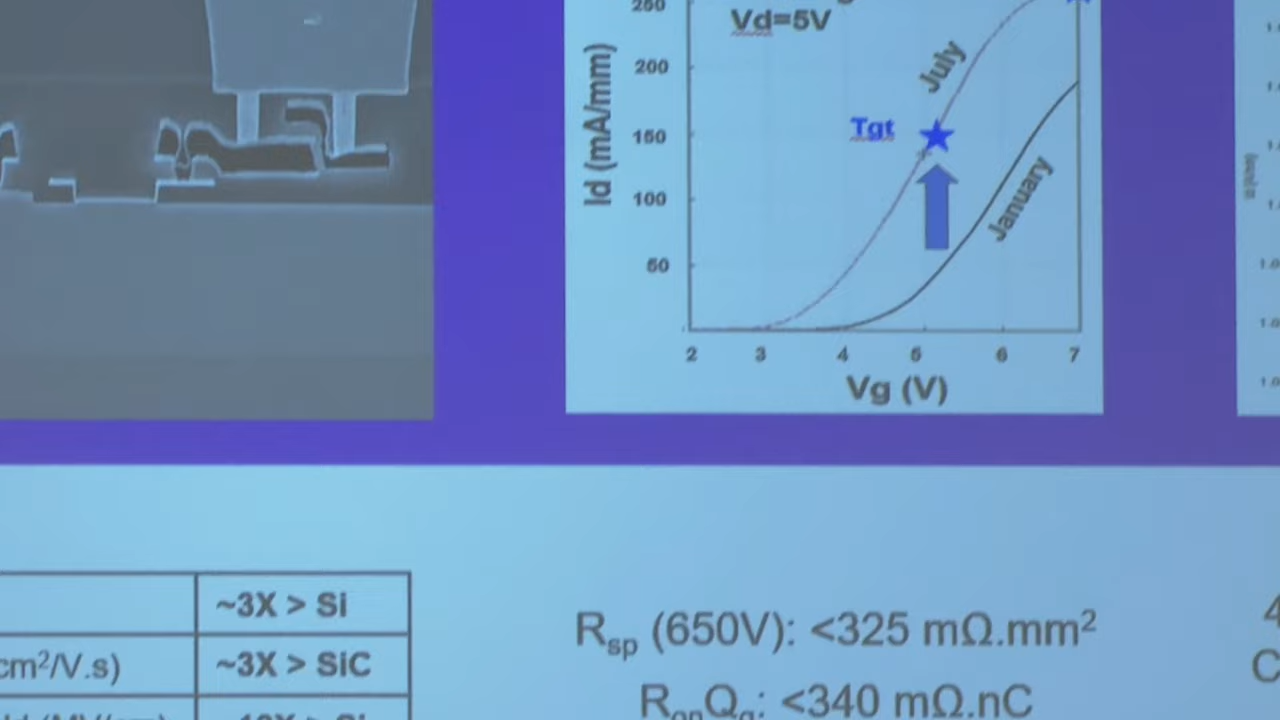 250
Vd=5V
200
150
100
50
Id (mA/mm)
July
Tgt
January
2 3 4 5 6 7
Vg (V)
~3X > Si
cm²/V.s)
~3X > SiC
Rsp (650V): <325 mΩ.mm²
RonQg: <340 mΩ.nC